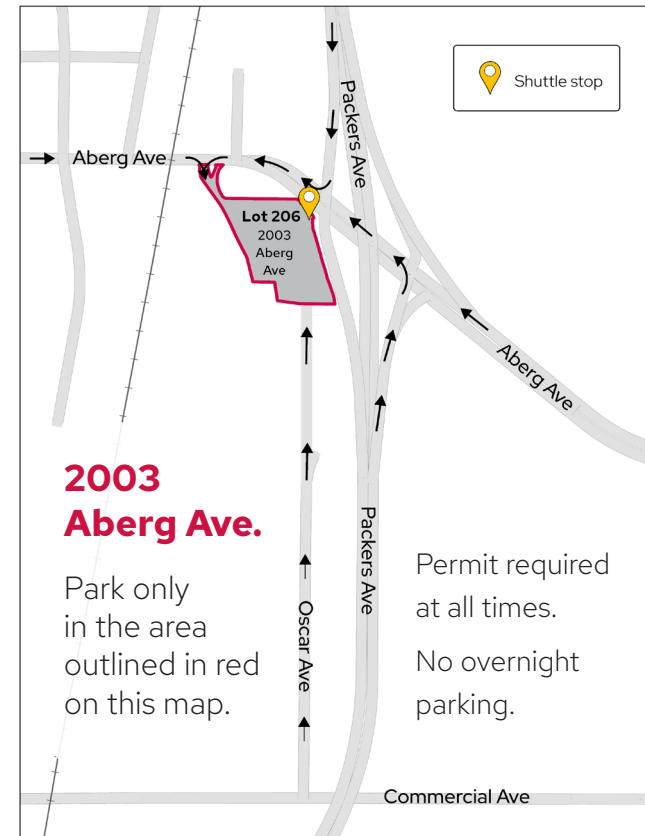 Shuttle stop
Packers Ave
Aberg Ave
Lot 206
2003
Aberg
Ave
Aberg Ave
2003
Aberg Ave.
Park only
in the area
outlined in red
on this map.
Oscar Ave
Packers Ave
Permit required
at all times.
No overnight
parking.
Commercial Ave